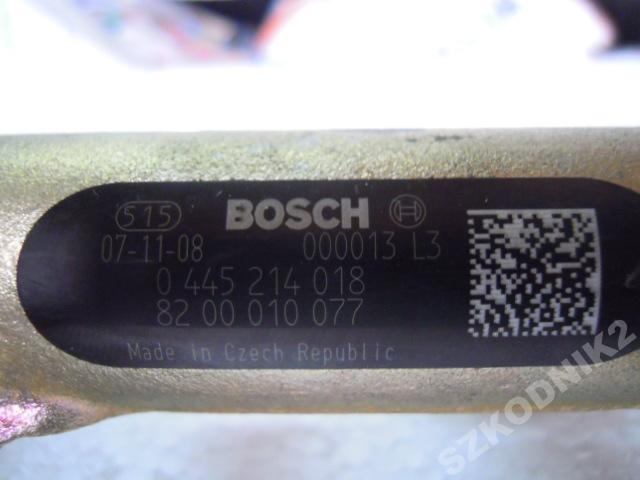 515 BOSCH
07-11-08 000013 L3
0 445 214 018
82 00 010 077
Made in Czech Republic
SZKODNIK2